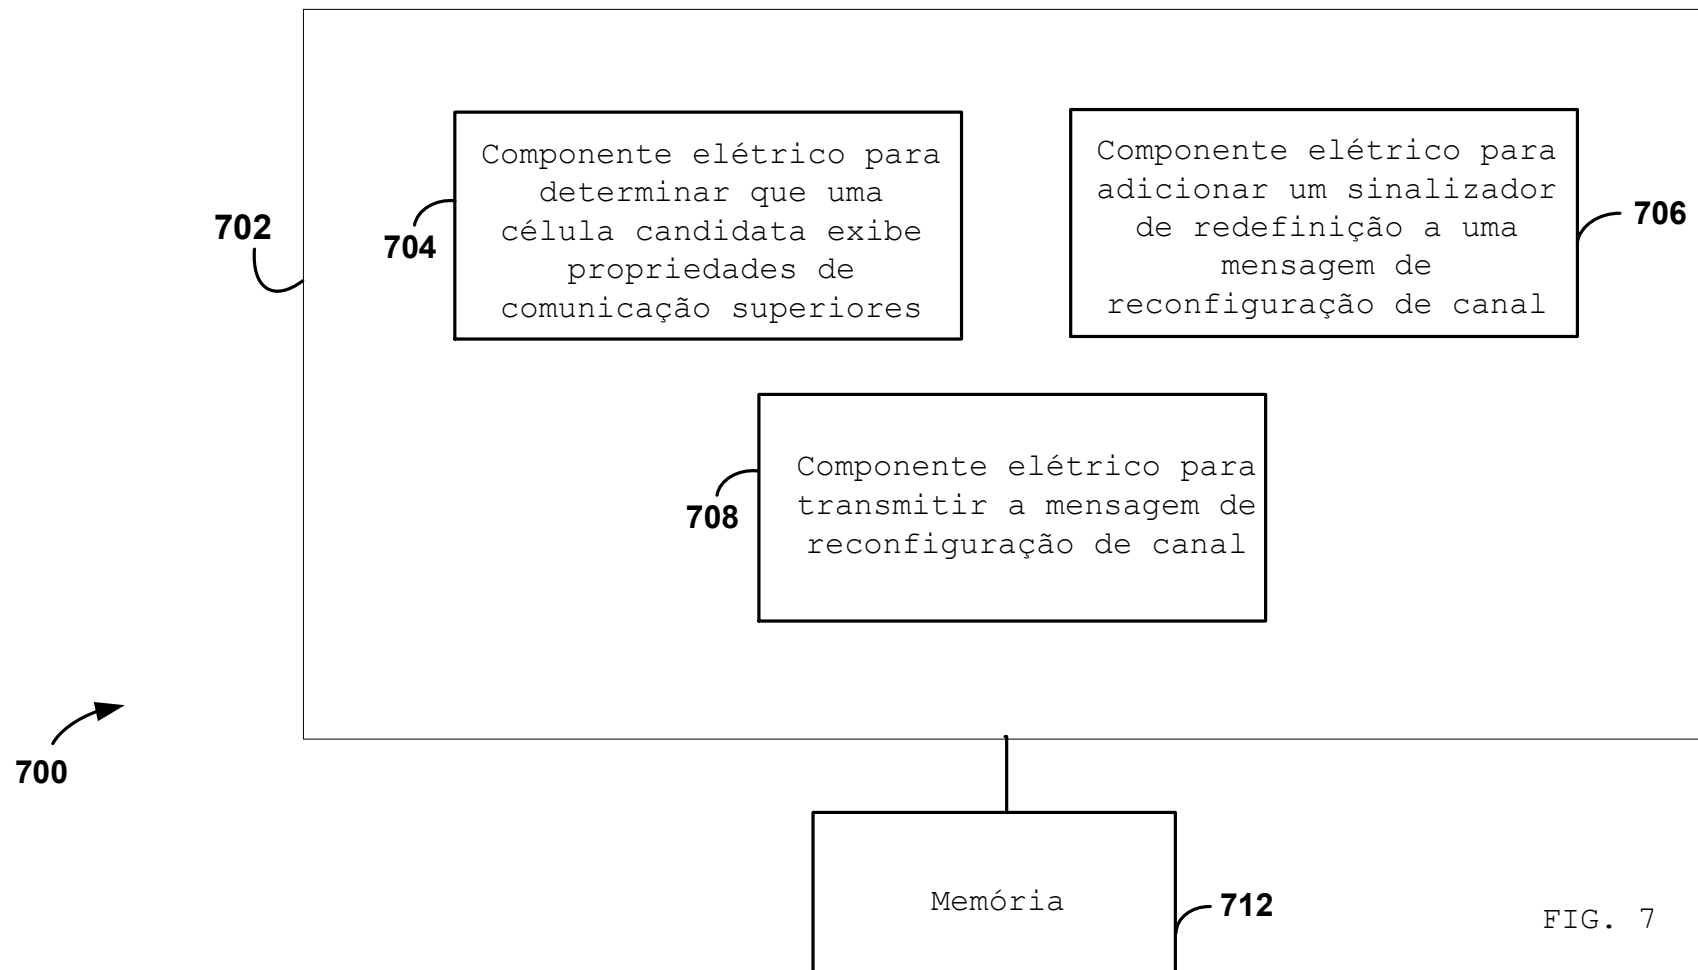 Componente elétrico para
determinar que uma
célula candidata exibe
propriedades de
comunicação superiores
Componente elétrico para
adicionar um sinalizador
de redefinição a uma
mensagem de
reconfiguração de canal
702
704
706
Componente elétrico para
transmitir a mensagem de
reconfiguração de canal
708
700
Memória
712
FIG. 7